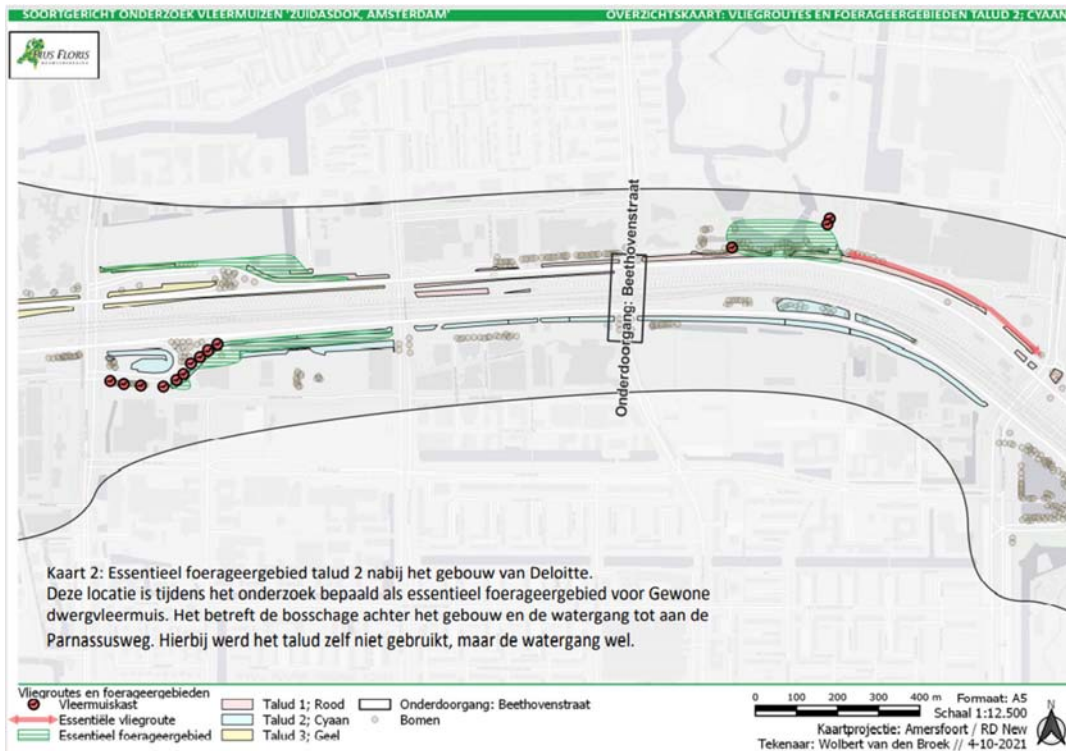 SOORTGERICHT ONDERZOEK VLEERMUIZEN 'ZUIDASDOK, AMSTERDAM'
OVERZICHTSKAART: VLIEGROUTES EN FOERAGEERGEBIEDEN TALUD 2; CYAAN
PIUS FLORIS
BOOMVERZORGING
Onderdoorgang: Beethovenstraat
Kaart 2: Essentieel foerageergebied talud 2 nabij het gebouw van Deloitte.
Deze locatie is tijdens het onderzoek bepaald als essentieel foerageergebied voor Gewone
dwergvleermuis. Het betreft de bosschage achter het gebouw en de watergang tot aan de
Parnassusweg. Hierbij werd het talud zelf niet gebruikt, maar de watergang wel.
Vliegroutes en foerageergebieden
Vleermuiskast
Essentiële vliegroute
Essentieel foerageergebied
Talud 1; Rood
Talud 2; Cyaan
Talud 3; Geel
Onderdoorgang: Beethovenstraat
Bomen
0 100 200 300 400 m
Formaat: A5
Schaal 1:12.500
Kaartprojectie: Amersfoort / RD New
Tekenaar: Wolbert van den Broek // 4-10-2021
N